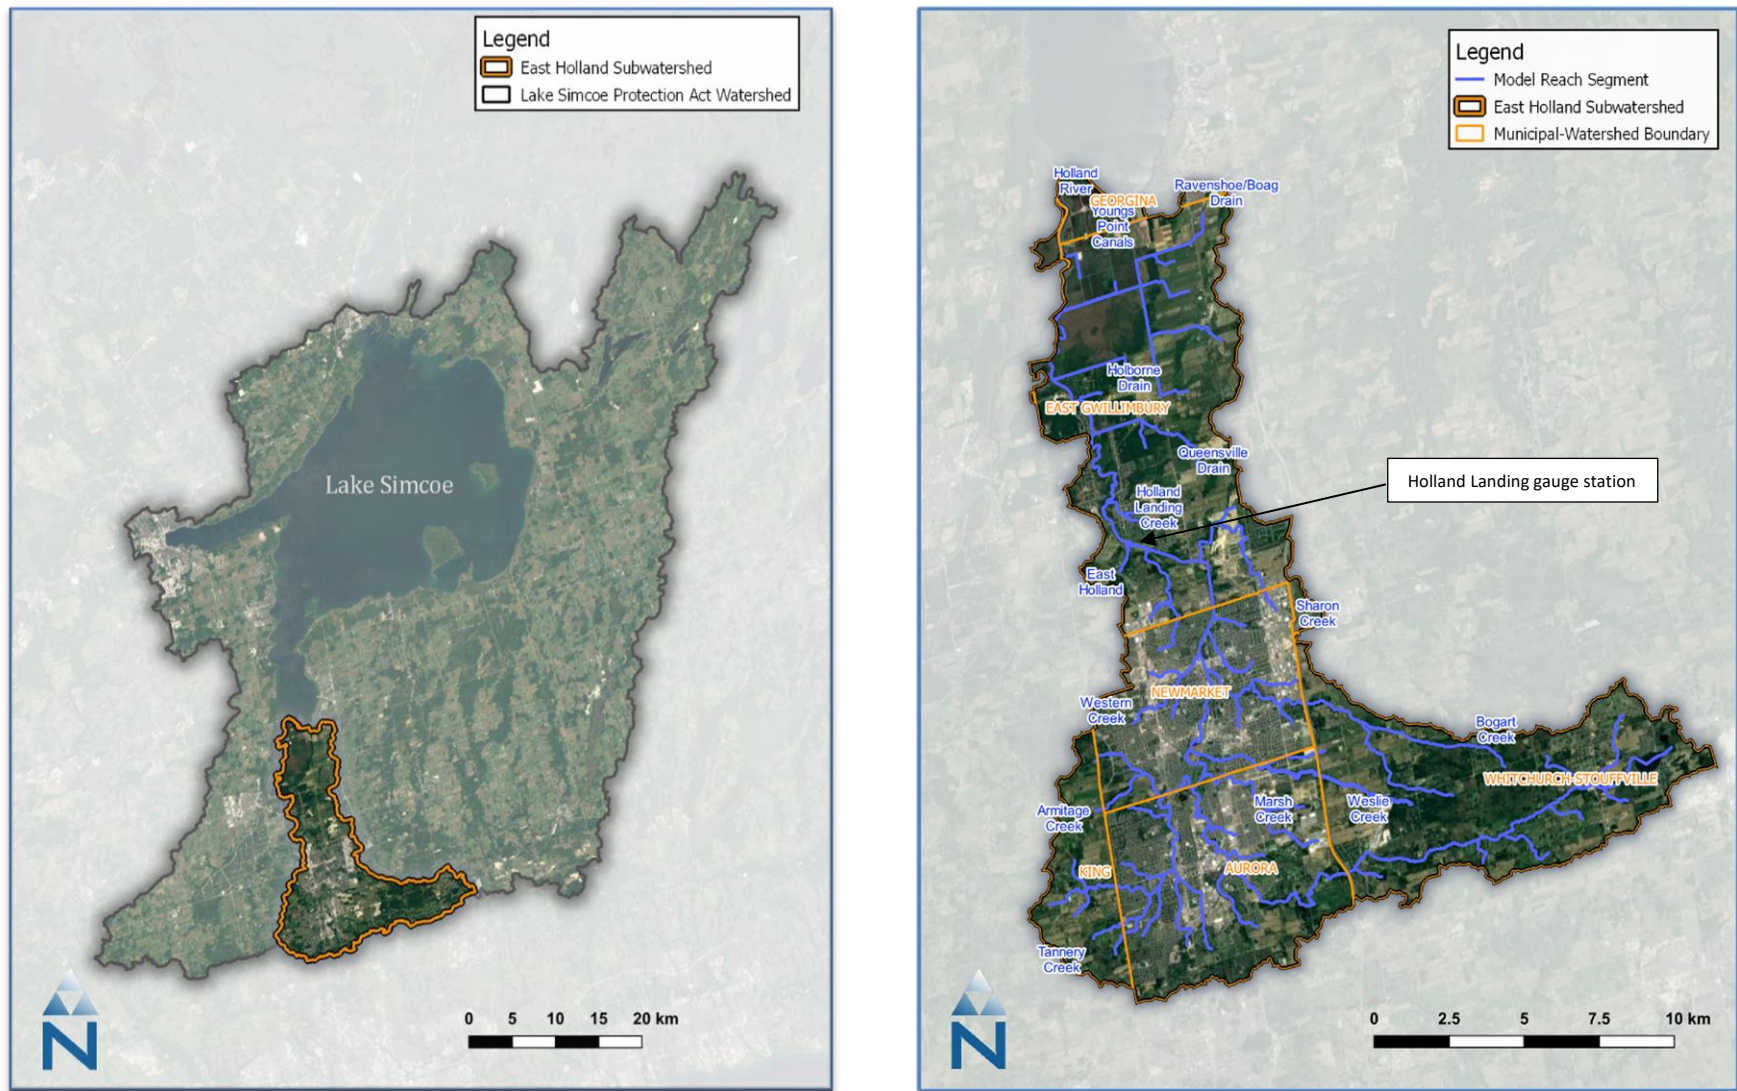 Legend
East Holland Subwatershed
Lake Simcoe Protection Act Watershed
Lake Simcoe
N
0 5 10 15 20 km
Legend
Model Reach Segment
East Holland Subwatershed
Municipal-Watershed Boundary
Holland
River
GEORGINA
Youngs
Point
Canals
Ravenshoe/Boag
Drain
Holborne
Drain
EAST GWILLIMBURY
Queensville
Drain
Holland Landing gauge station
Holland
Landing
Creek
East
Holland
Sharon
Creek
NEWMARKET
Western
Creek
Bogart
Creek
WHITCHURCH-STOUFFVILLE
Armitage
Creek
Marsh
Creek
Weslie
Creek
KING
AURORA
Tannery
Creek
N
0 2.5 5 7.5 10 km